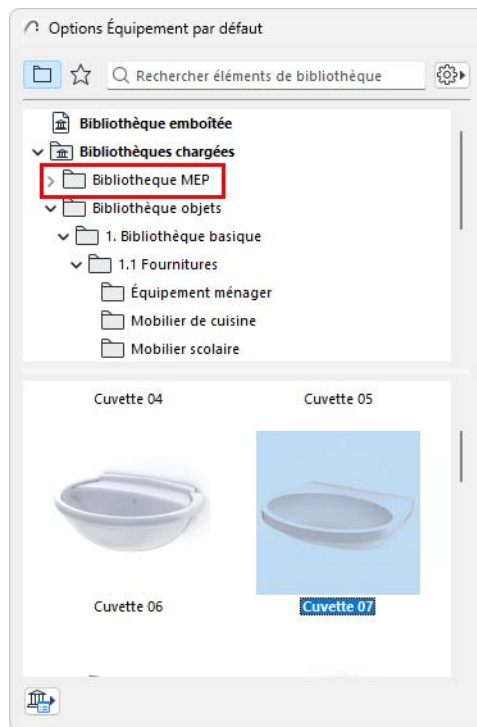 Options Équipement par défaut
Rechercher éléments de bibliothèque
Bibliothèque emboîtée
Bibliothèques chargées
Bibliotheque MEP
Bibliothèque objets
1. Bibliothèque basique
1.1 Fournitures
Équipement ménager
Mobilier de cuisine
Mobilier scolaire
Cuvette 04 Cuvette 05
Cuvette 06 Cuvette 07